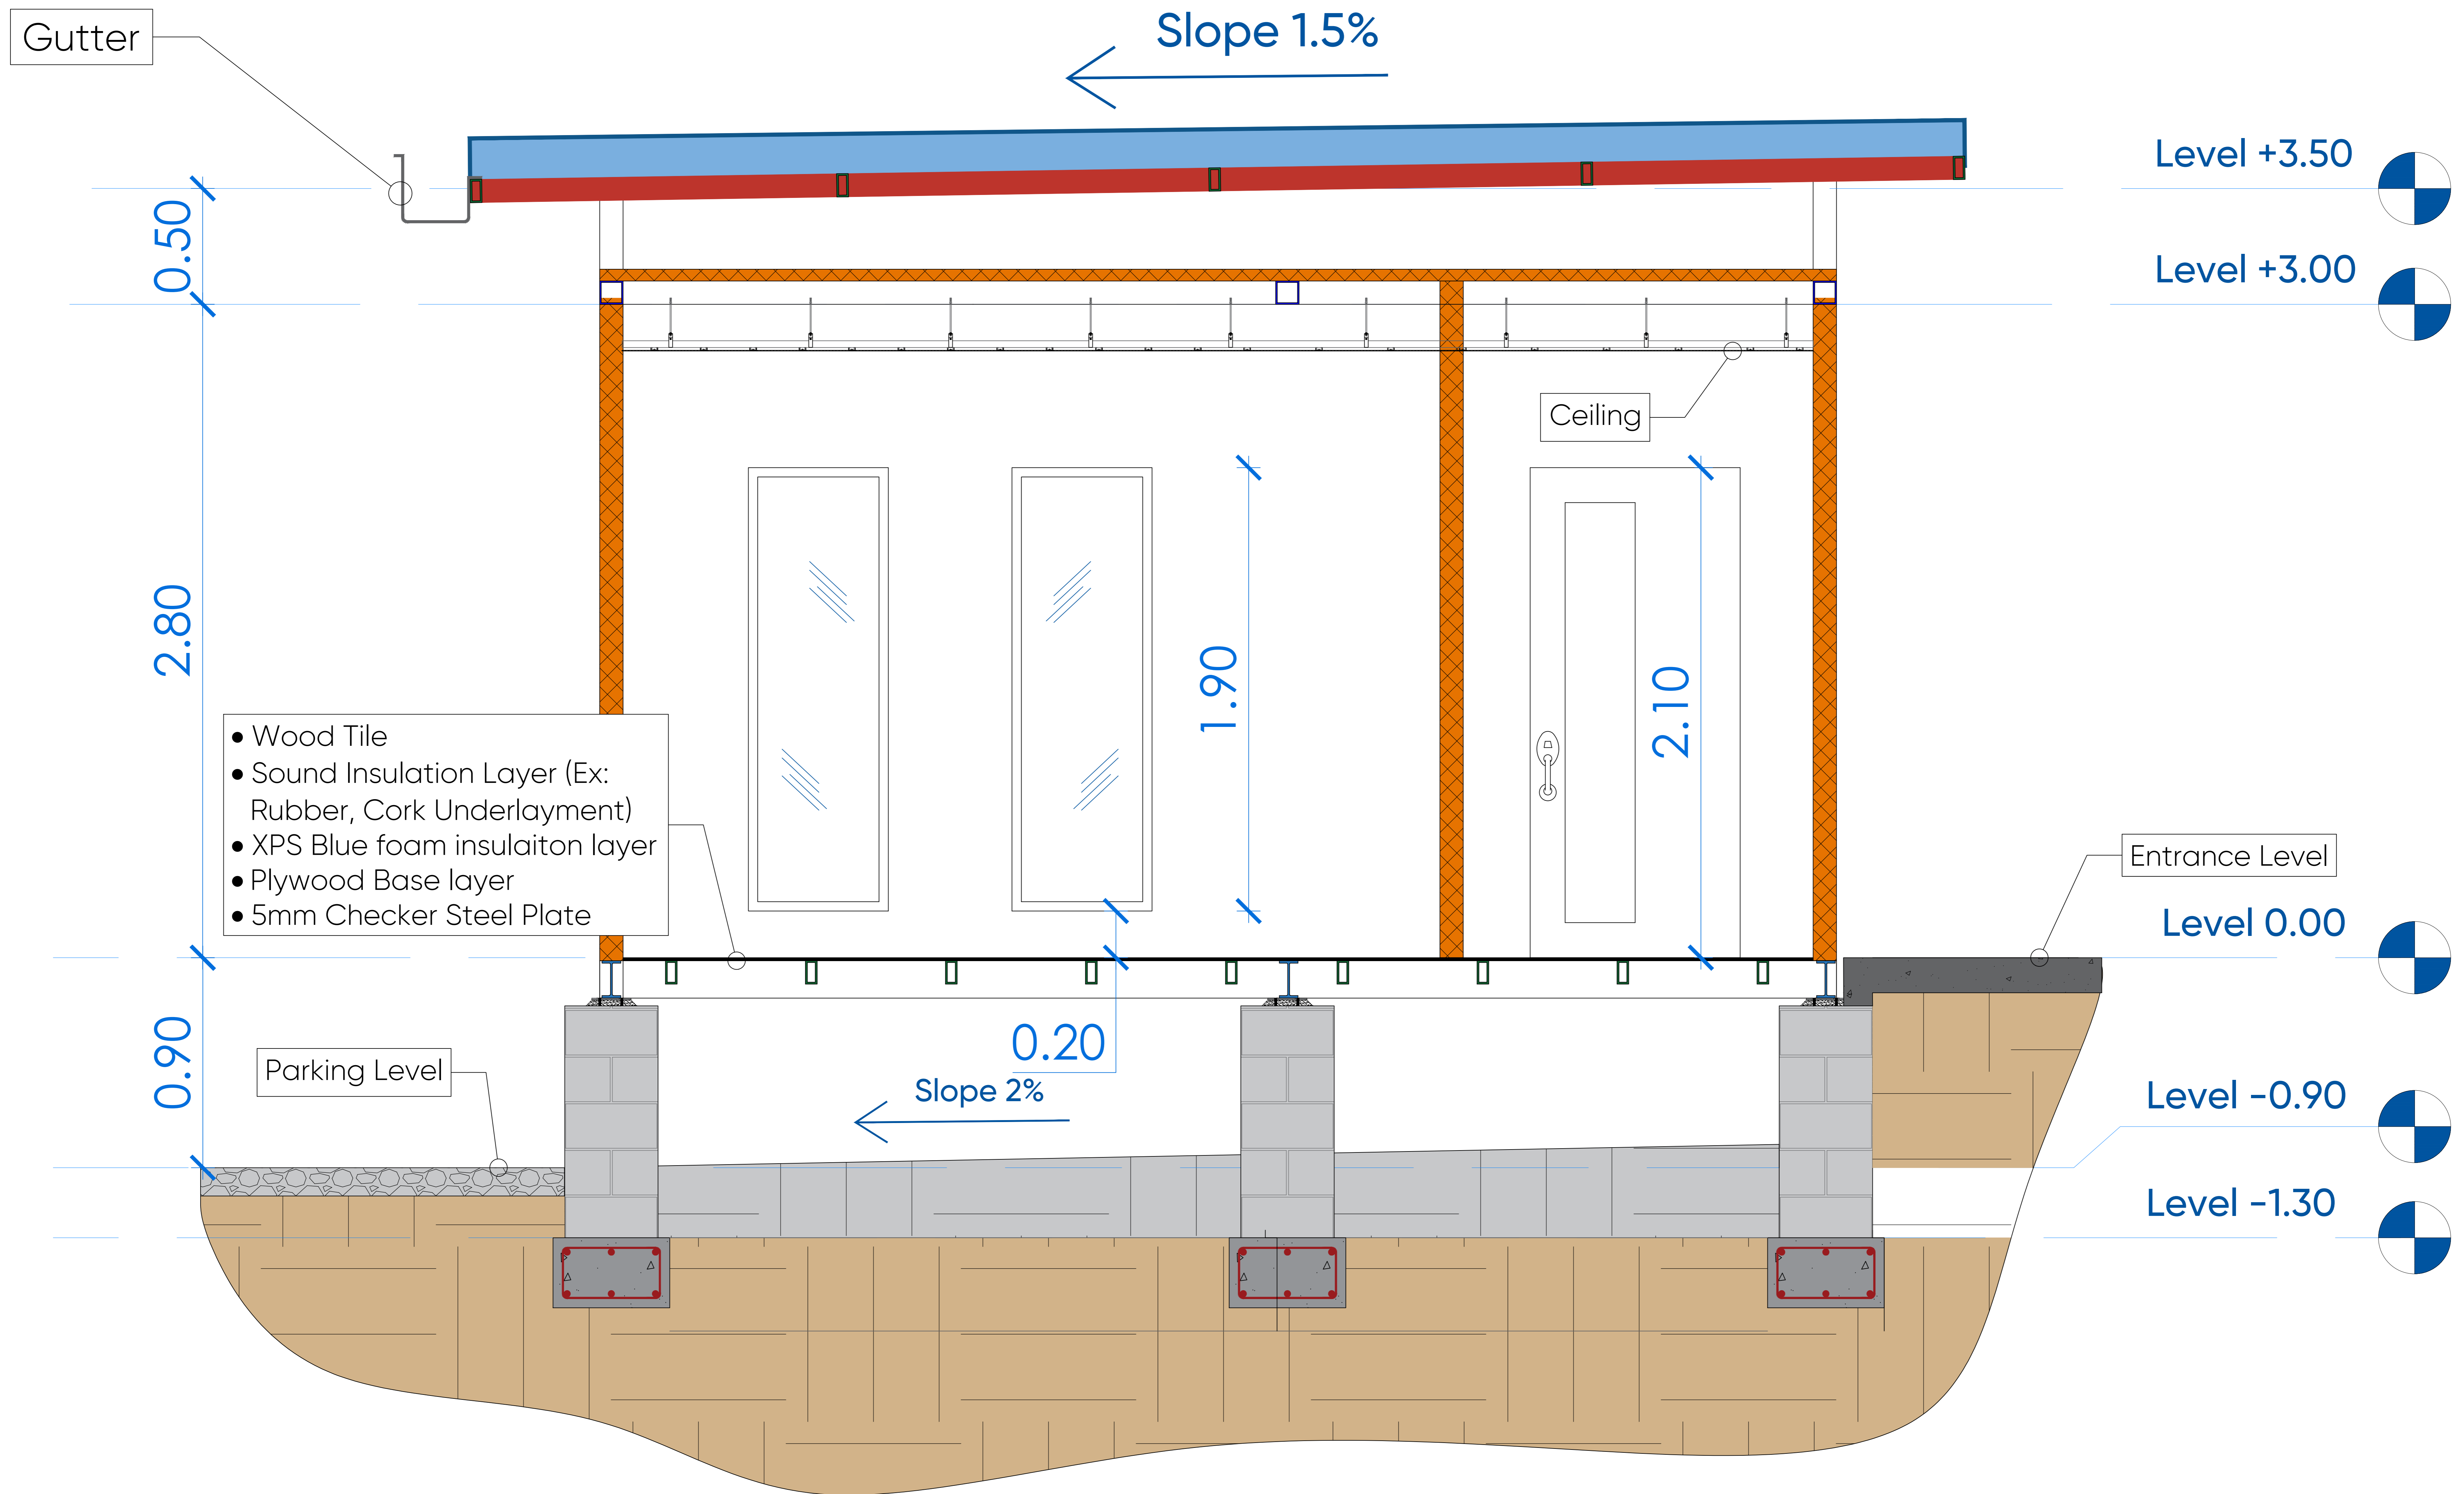 Gutter
Slope 1.5%
Level +3.50
0.50
Level +3.00
Ceiling
2.80
1.90
2.10
• Wood Tile
• Sound Insulation Layer (Ex:
Rubber, Cork Underlayment)
• XPS Blue foam insulaiton layer
• Plywood Base layer
• 5mm Checker Steel Plate
Entrance Level
Level 0.00
0.90
0.20
Parking Level
Slope 2%
Level -0.90
Level -1.30